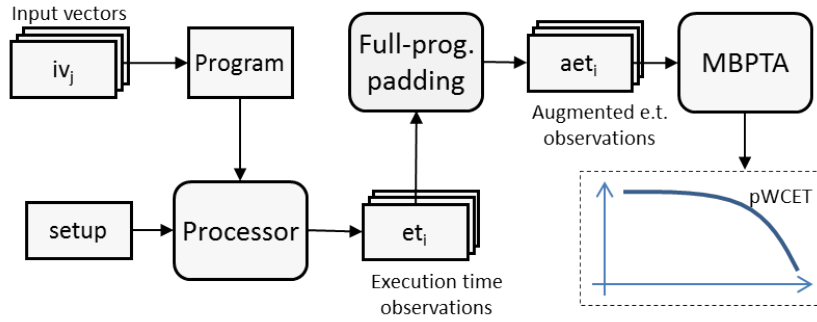 Input vectors
iv_j
Program
Full-prog.
padding
aet_i
MBPTA
Augmented e.t.
observations
setup
Processor
et_i
Execution time
observations
pWCET